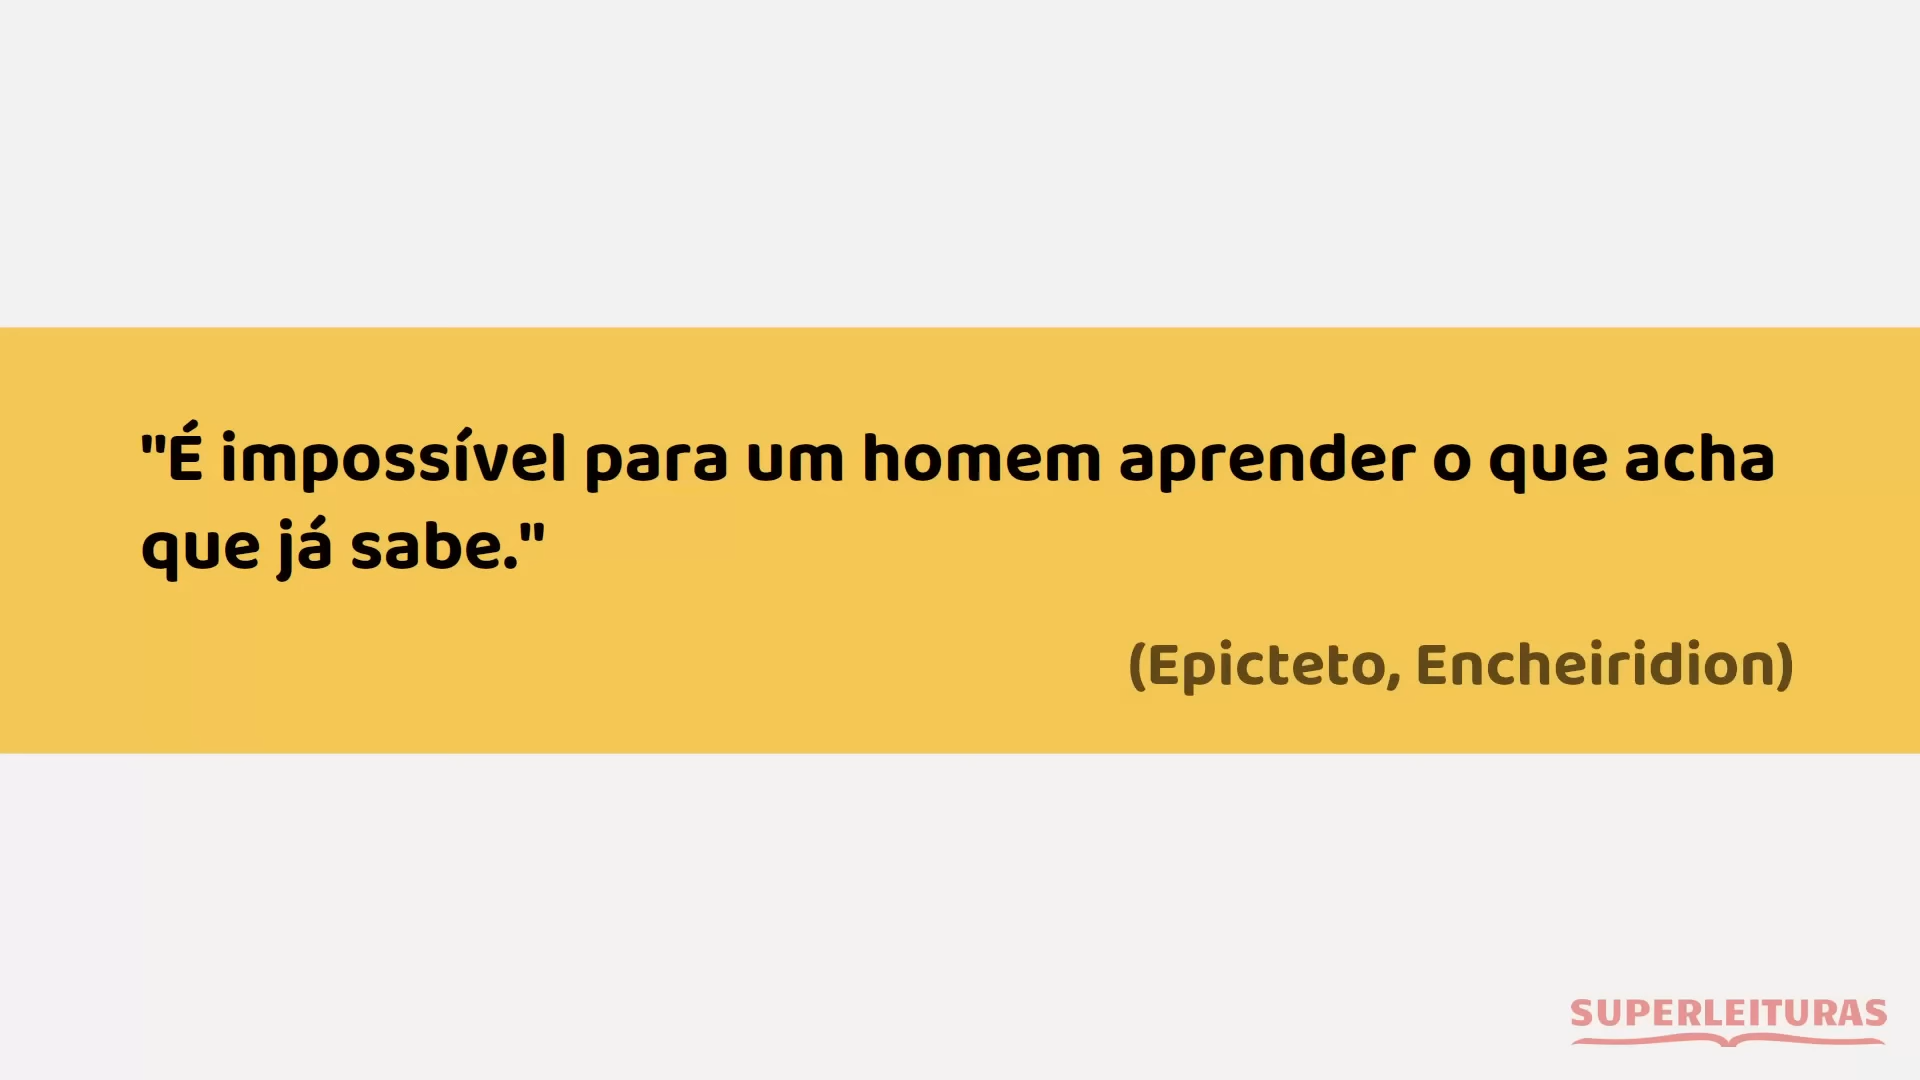 "É impossível para um homem aprender o que acha
que já sabe."
(Epicteto, Encheiridion)
SUPERLEITURAS